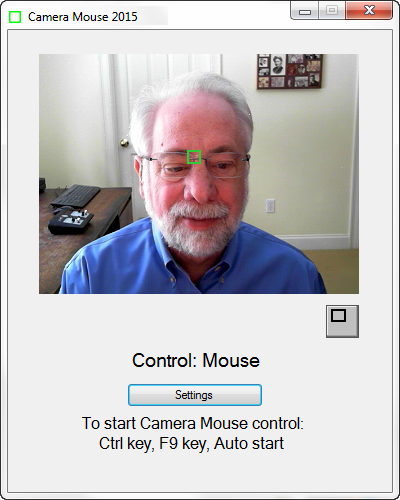 Camera Mouse 2015
Control: Mouse
Settings
To start Camera Mouse control:
Ctrl key, F9 key, Auto start